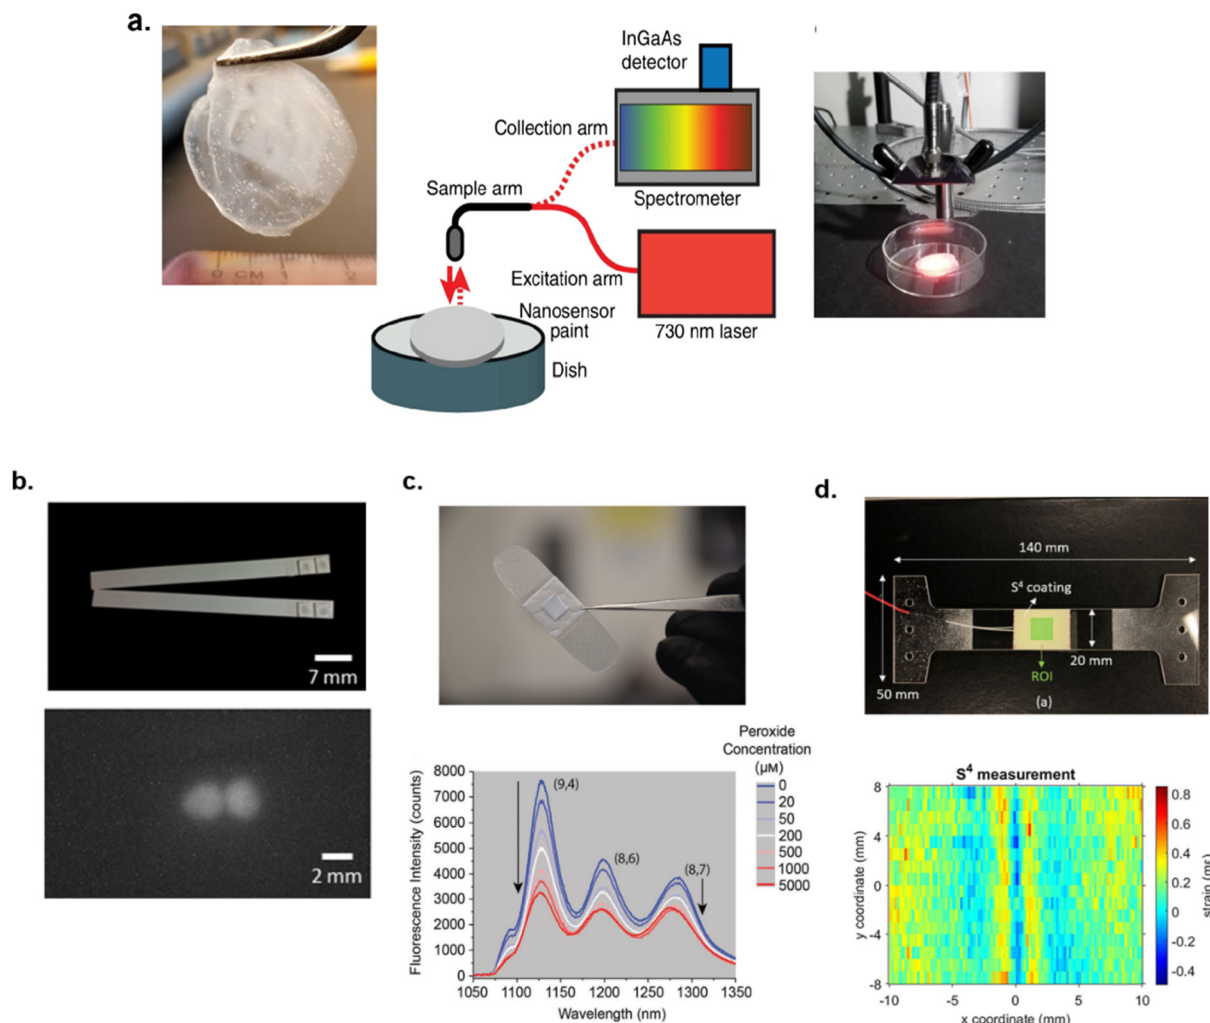 a.
0 CM 1 2
InGaAs
detector
Collection arm
Sample arm
Spectrometer
Excitation arm
Nanosensor
paint
730 nm laser
Dish
b.
7 mm
2 mm
c.
Peroxide
Concentration
(µM)
0
20
50
200
500
1000
5000
Fluorescence Intensity (counts)
8000
7000
6000
5000
4000
3000
2000
1000
0
(9,4)
(8,6)
(8,7)
1050 1100 1150 1200 1250 1300 1350
Wavelength (nm)
d.
140 mm
S⁴ coating
20 mm
50 mm
ROI
(a)
S⁴ measurement
y coordinate (mm)
8
4
0
-4
-8
-10 -5 0 5 10
x coordinate (mm)
0.8
0.6
0.4
0.2
0
-0.2
-0.4
strain (mε)